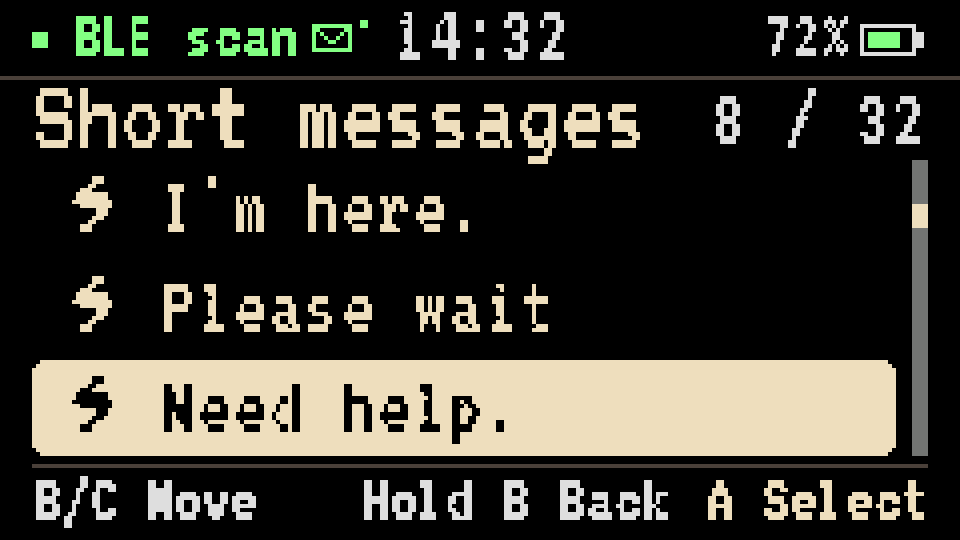 BLE scan 14:32 72%
Short messages 8 / 32
I'm here.
Please wait
Need help.
B/C Move Hold B Back A Select